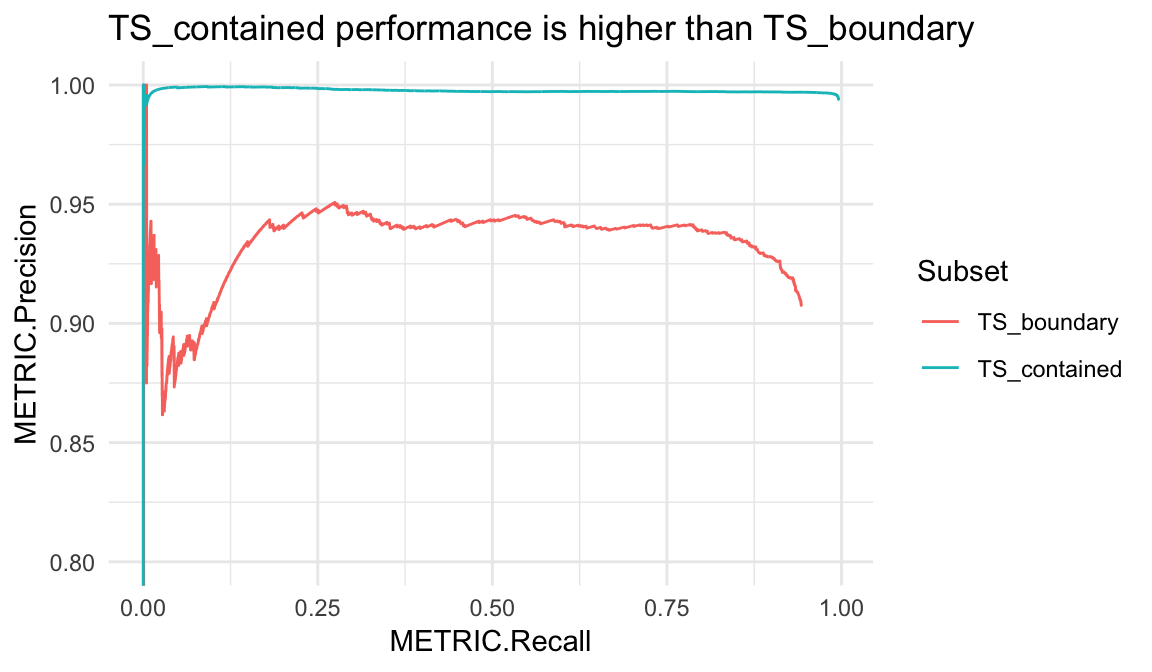 TS_contained performance is higher than TS_boundary
1.00
0.95
0.90
0.85
0.80
METRIC.Precision
0.00 0.25 0.50 0.75 1.00
METRIC.Recall
Subset
TS_boundary
TS_contained